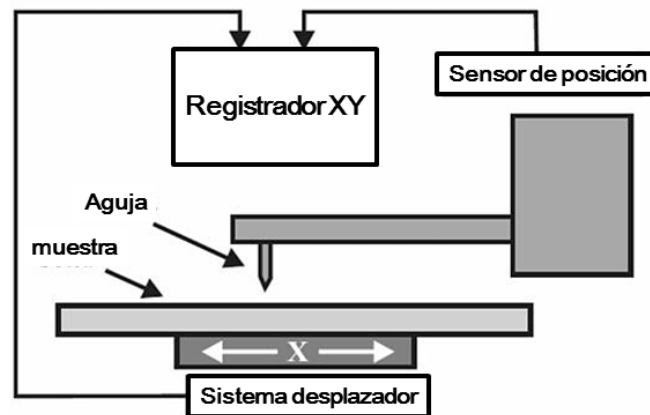 Registrador XY
Sensor de posición
Aguja
muestra
X
Sistema desplazador